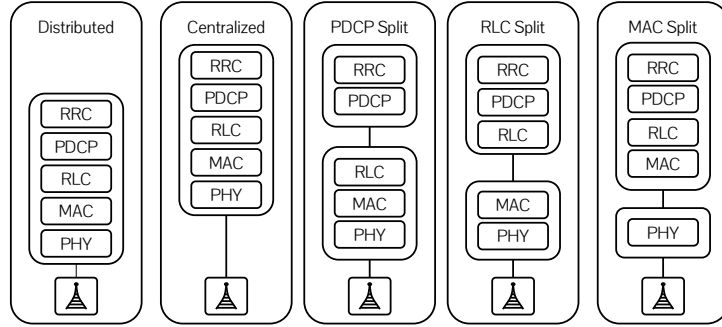 Distributed
RRC
PDCP
RLC
MAC
PHY
Centralized
RRC
PDCP
RLC
MAC
PHY
PDCP Split
RRC
PDCP
RLC
MAC
PHY
RLC Split
RRC
PDCP
RLC
MAC
PHY
MAC Split
RRC
PDCP
RLC
MAC
PHY